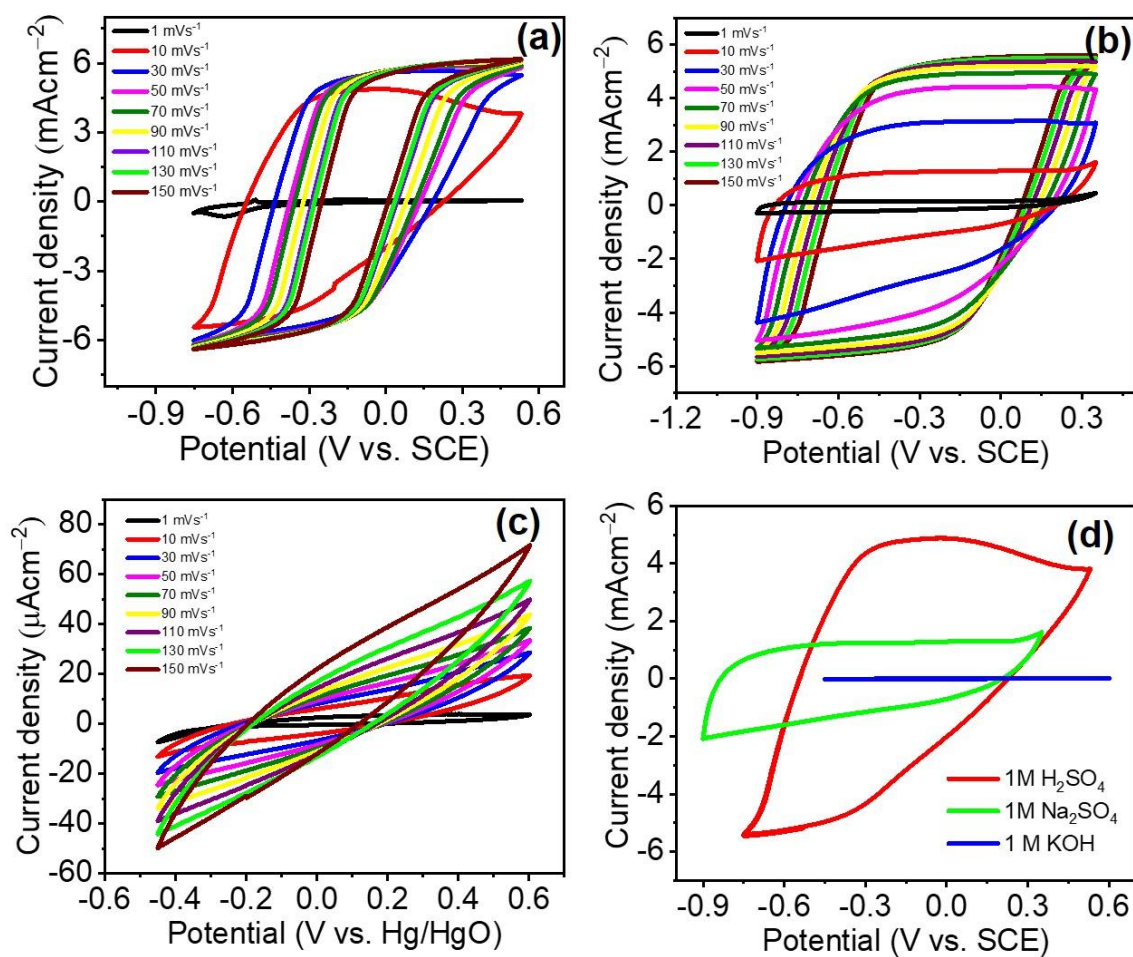 (a)
1 mVs⁻¹
10 mVs⁻¹
30 mVs⁻¹
50 mVs⁻¹
70 mVs⁻¹
90 mVs⁻¹
110 mVs⁻¹
130 mVs⁻¹
150 mVs⁻¹
6
3
0
-3
-6
Current density (mAcm⁻²)
-0.9 -0.6 -0.3 0.0 0.3 0.6
Potential (V vs. SCE)
(b)
1 mVs⁻¹
10 mVs⁻¹
30 mVs⁻¹
50 mVs⁻¹
70 mVs⁻¹
90 mVs⁻¹
110 mVs⁻¹
130 mVs⁻¹
150 mVs⁻¹
6
4
2
0
-2
-4
-6
Current density (mAcm⁻²)
-1.2 -0.9 -0.6 -0.3 0.0 0.3
Potential (V vs. SCE)
(c)
1 mVs⁻¹
10 mVs⁻¹
30 mVs⁻¹
50 mVs⁻¹
70 mVs⁻¹
90 mVs⁻¹
110 mVs⁻¹
130 mVs⁻¹
150 mVs⁻¹
80
60
40
20
0
-20
-40
-60
Current density (μAcm⁻²)
-0.6 -0.4 -0.2 0.0 0.2 0.4 0.6
Potential (V vs. Hg/HgO)
(d)
6
4
2
0
-2
-4
-6
Current density (mAcm⁻²)
1M H₂SO₄
1M Na₂SO₄
1 M KOH
-0.9 -0.6 -0.3 0.0 0.3 0.6
Potential (V vs. SCE)